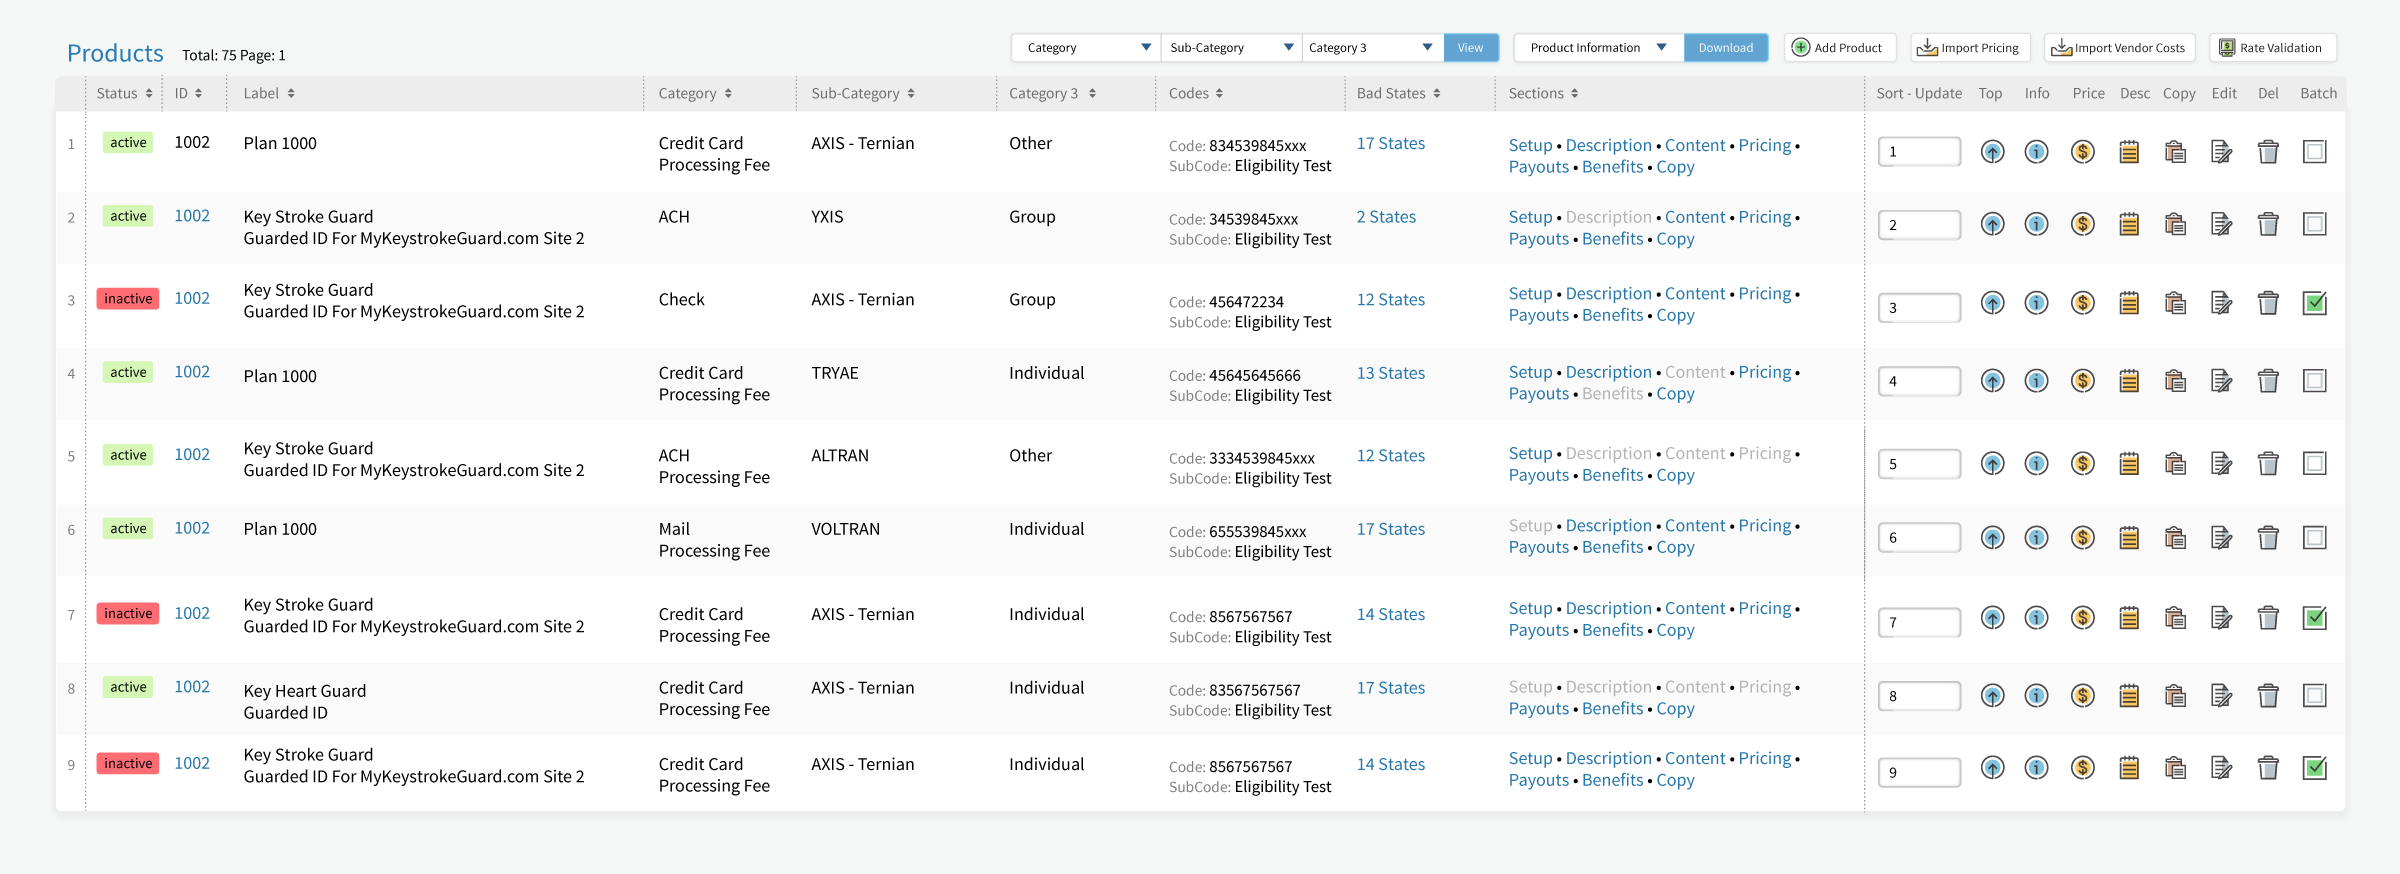 Products Total: 75 Page: 1 Category Sub-Category Category 3 View Product Information Download Add Product Import Pricing Import Vendor Costs Rate Validation
Status ID Label Category Sub-Category Category 3 Codes Bad States Sections Sort - Update Top Info Price Desc Copy Edit Del Batch
1 active 1002 Plan 1000 Credit Card AXIS - Ternian Other Code: 834539845xxx 17 States Setup • Description • Content • Pricing • 1
Processing Fee SubCode: Eligibility Test Payouts • Benefits • Copy
2 active 1002 Key Stroke Guard ACH YXIS Group Code: 34539845xxx 2 States Setup • Description • Content • Pricing • 2
Guarded ID For MyKeystrokeGuard.com Site 2 SubCode: Eligibility Test Payouts • Benefits • Copy
3 inactive 1002 Key Stroke Guard Check AXIS - Ternian Group Code: 456472234 12 States Setup • Description • Content • Pricing • 3
Guarded ID For MyKeystrokeGuard.com Site 2 SubCode: Eligibility Test Payouts • Benefits • Copy
4 active 1002 Plan 1000 Credit Card TRYAE Individual Code: 45645645666 13 States Setup • Description • Content • Pricing • 4
Processing Fee SubCode: Eligibility Test Payouts • Benefits • Copy
5 active 1002 Key Stroke Guard ACH ALTRAN Other Code: 3334539845xxx 12 States Setup • Description • Content • Pricing • 5
Guarded ID For MyKeystrokeGuard.com Site 2 Processing Fee SubCode: Eligibility Test Payouts • Benefits • Copy
6 active 1002 Plan 1000 Mail VOLTRAN Individual Code: 655539845xxx 17 States Setup • Description • Content • Pricing • 6
Processing Fee SubCode: Eligibility Test Payouts • Benefits • Copy
7 inactive 1002 Key Stroke Guard Credit Card AXIS - Ternian Individual Code: 8567567567 14 States Setup • Description • Content • Pricing • 7
Guarded ID For MyKeystrokeGuard.com Site 2 Processing Fee SubCode: Eligibility Test Payouts • Benefits • Copy
8 active 1002 Key Heart Guard Credit Card AXIS - Ternian Individual Code: 83567567567 17 States Setup • Description • Content • Pricing • 8
Guarded ID Processing Fee SubCode: Eligibility Test Payouts • Benefits • Copy
9 inactive 1002 Key Stroke Guard Credit Card AXIS - Ternian Individual Code: 8567567567 14 States Setup • Description • Content • Pricing • 9
Guarded ID For MyKeystrokeGuard.com Site 2 Processing Fee SubCode: Eligibility Test Payouts • Benefits • Copy